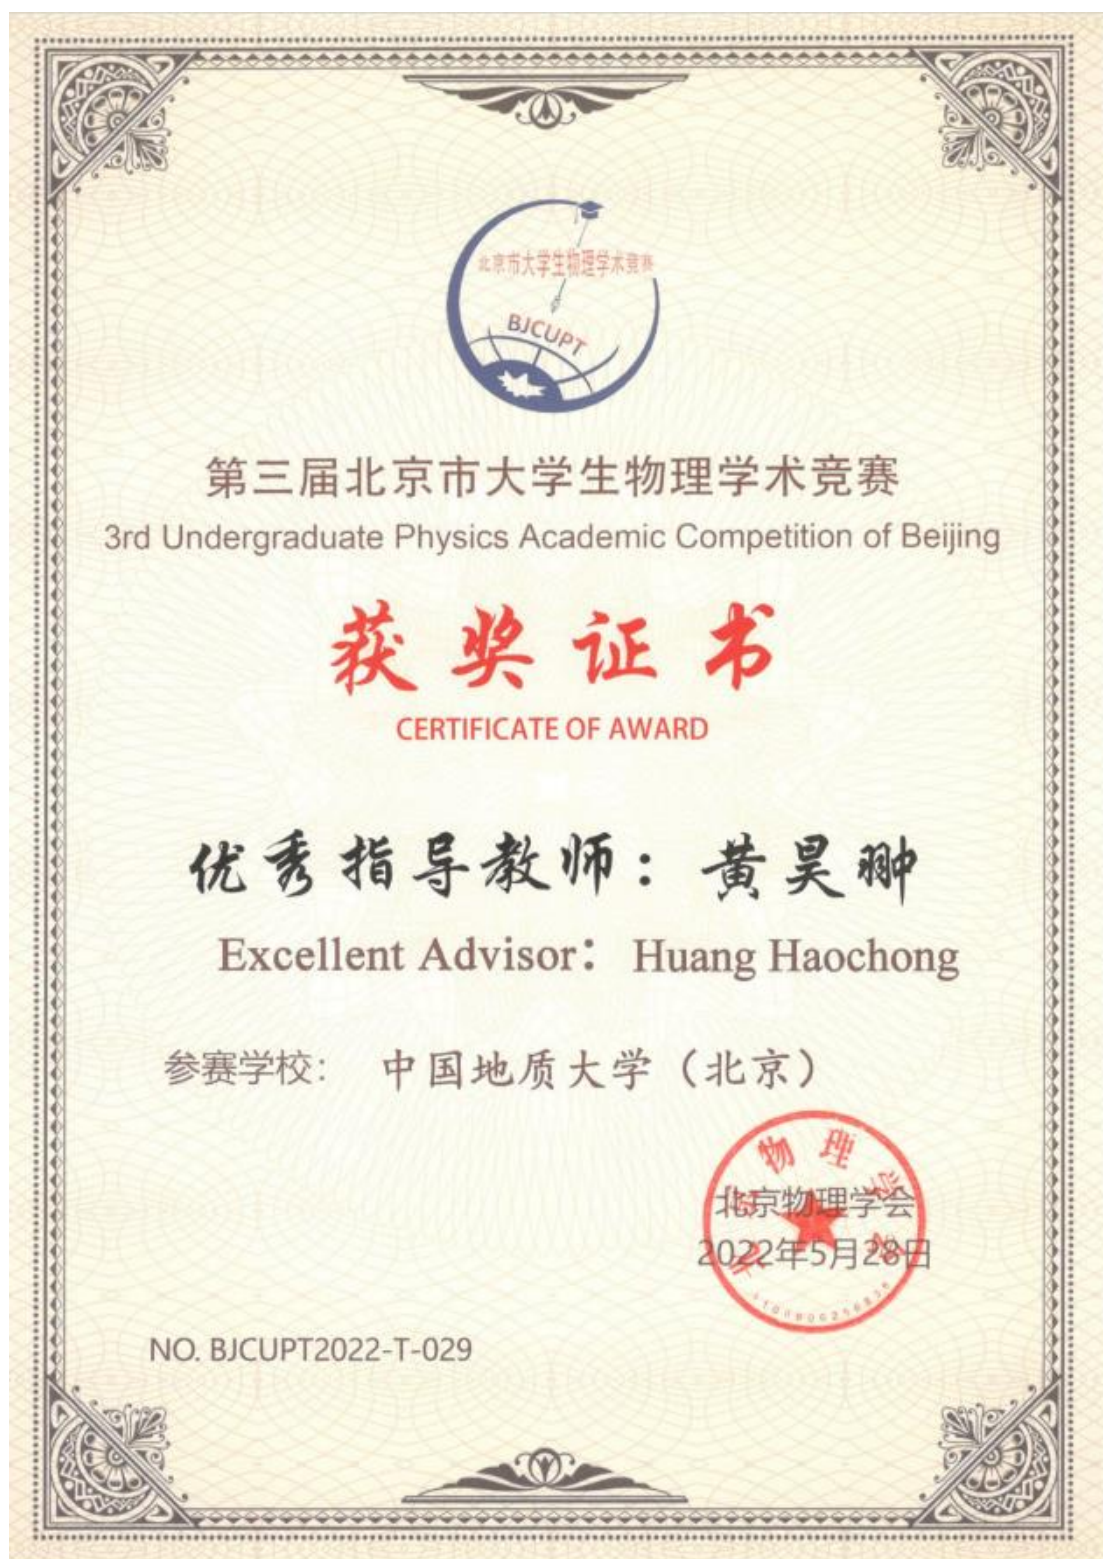 北京市大学生物理学术竞赛
BJCUPT
第三届北京市大学生物理学术竞赛
3rd Undergraduate Physics Academic Competition of Beijing
获奖证书
CERTIFICATE OF AWARD
优秀指导教师：黄昊翀
Excellent Advisor： Huang Haochong
参赛学校： 中国地质大学（北京）
北京物理学会
北京物理学会
2022年5月28日
NO. BJCUPT2022-T-029